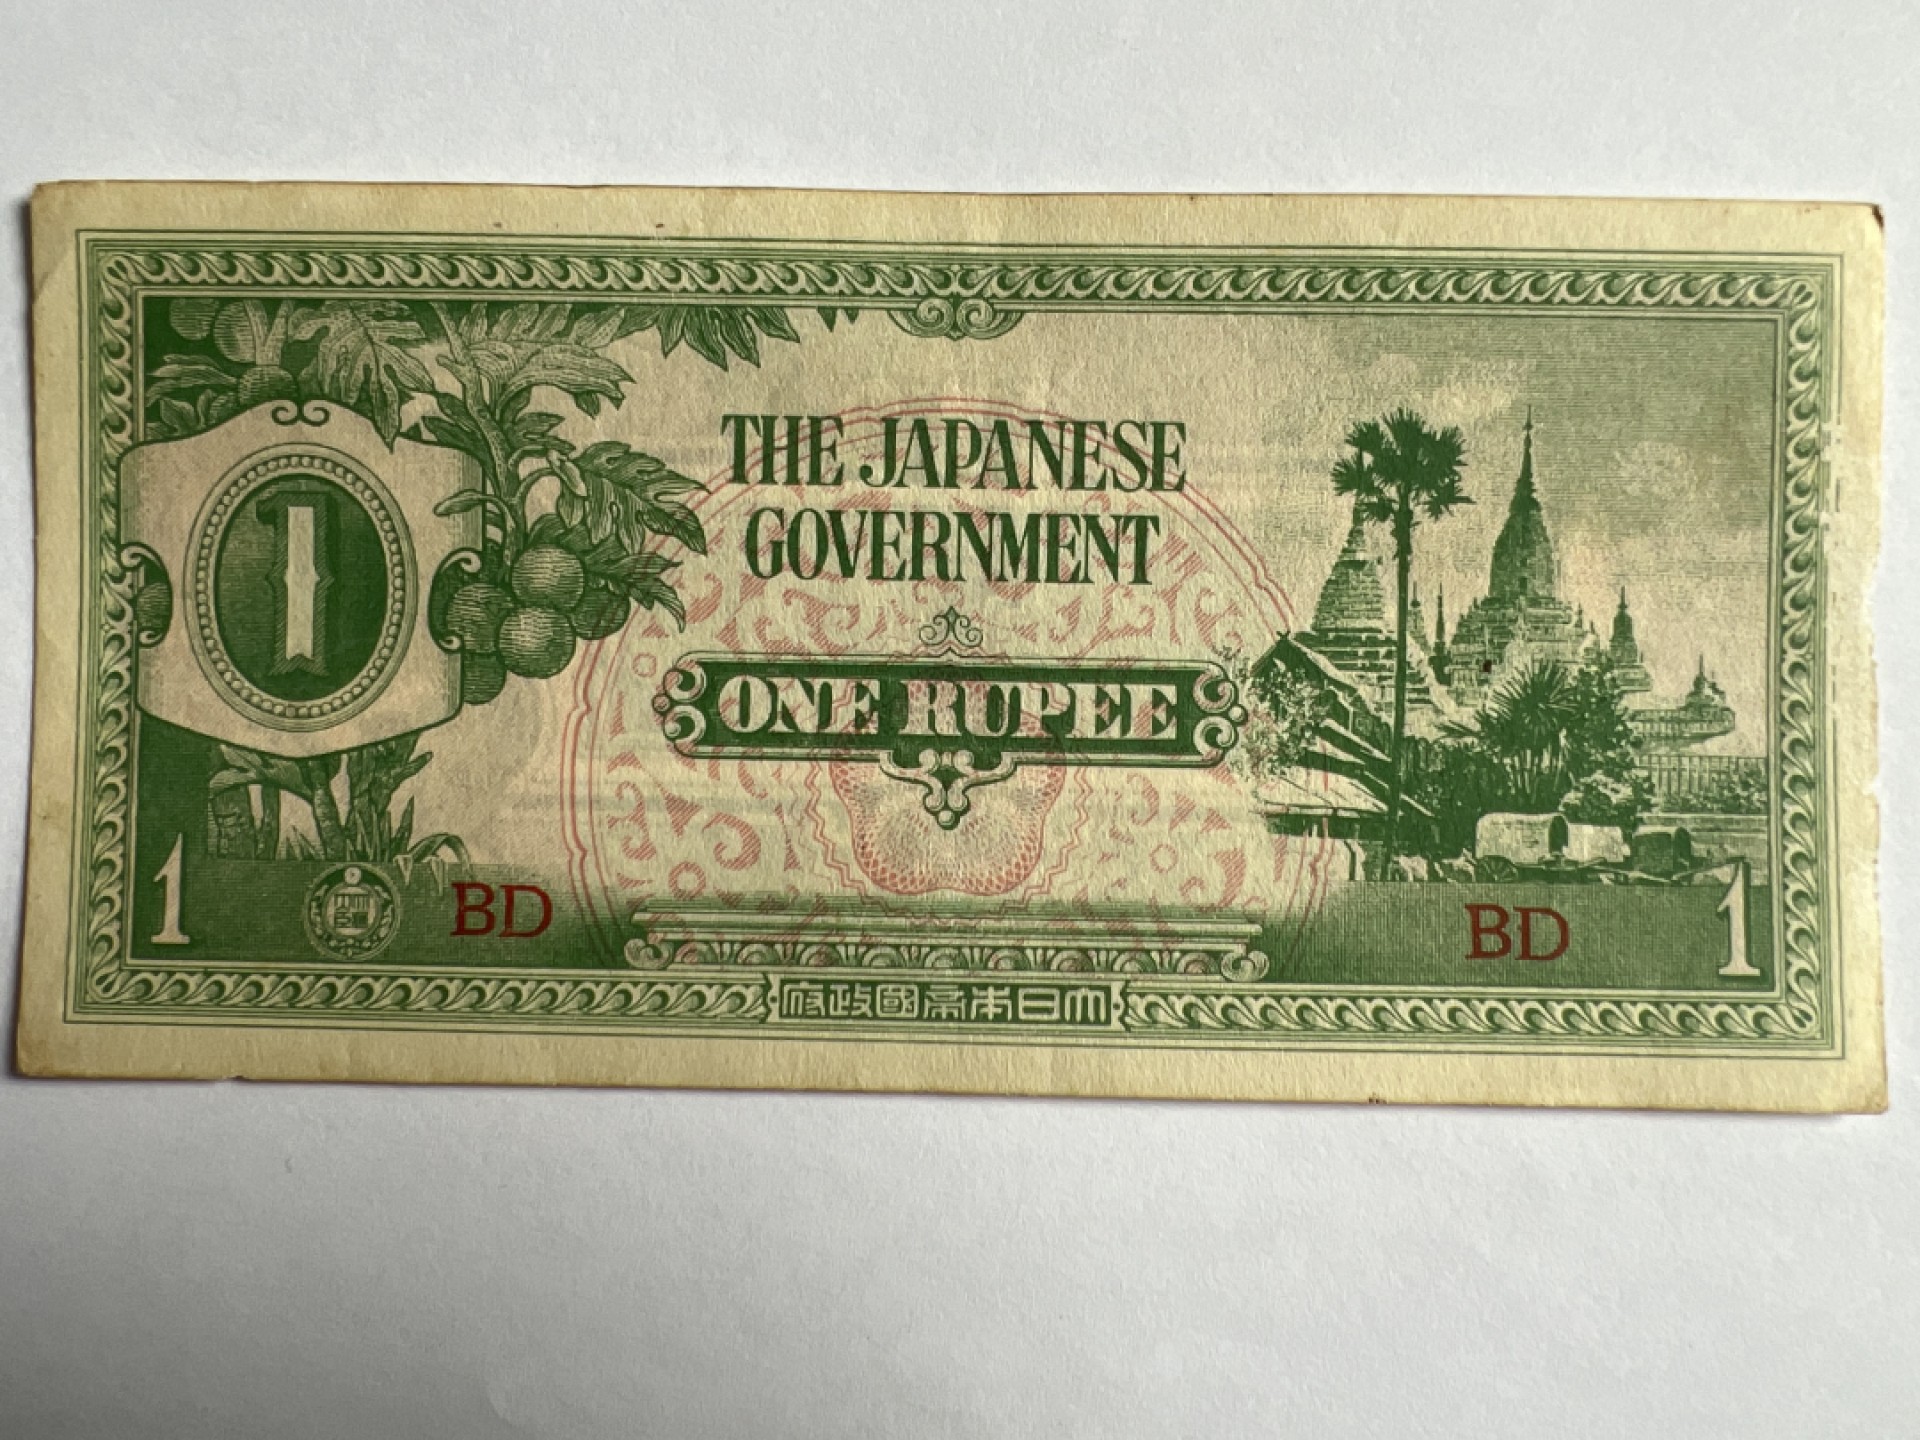 THE JAPANESE
GOVERNMENT
1
ONE RUPEE
1
BD
BD
1
府政國帝本日大